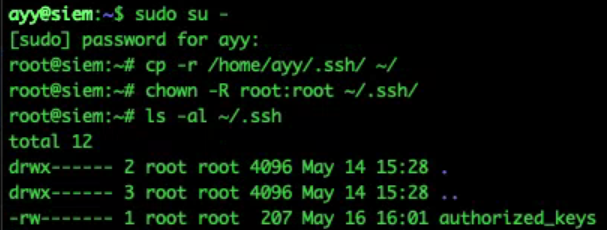 ayy@siem:~$ sudo su -
[sudo] password for ayy:
root@siem:~# cp -r /home/ayy/.ssh/ ~/
root@siem:~# chown -R root:root ~/.ssh/
root@siem:~# ls -al ~/.ssh
total 12
drwx------ 2 root root 4096 May 14 15:28 .
drwx------ 3 root root 4096 May 14 15:28 ..
-rw------- 1 root root  207 May 16 16:01 authorized_keys